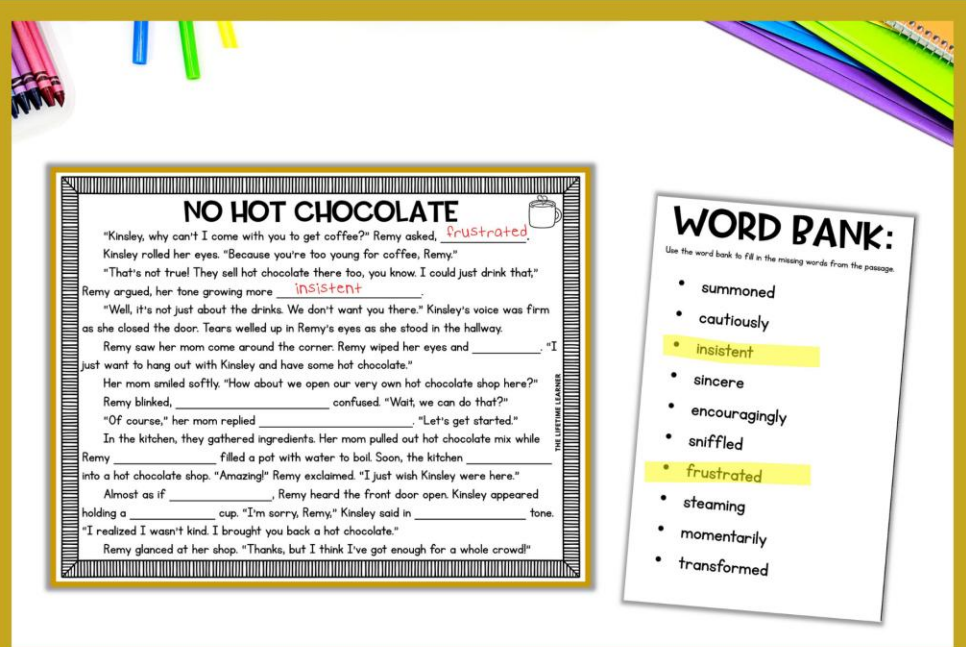 NO HOT CHOCOLATE
"Kinsley, why can't I come with you to get coffee?" Remy asked, frustrated.
Kinsley rolled her eyes. "Because you're too young for coffee, Remy."
"That's not true! They sell hot chocolate there too, you know. I could just drink that,"
Remy argued, her tone growing more insistent.
"Well, it's not just about the drinks. We don't want you there." Kinsley's voice was firm
as she closed the door. Tears welled up in Remy's eyes as she stood in the hallway.
Remy saw her mom come around the corner. Remy wiped her eyes and ____________. "I
just want to hang out with Kinsley and have some hot chocolate."
Her mom smiled softly. "How about we open our very own hot chocolate shop here?"
Remy blinked, ____________ confused. "Wait, we can do that?"
"Of course," her mom replied ____________. "Let's get started."
In the kitchen, they gathered ingredients. Her mom pulled out hot chocolate mix while
Remy ____________ filled a pot with water to boil. Soon, the kitchen ____________
into a hot chocolate shop. "Amazing!" Remy exclaimed. "I just wish Kinsley were here."
Almost as if ____________, Remy heard the front door open. Kinsley appeared
holding a ____________ cup. "I'm sorry, Remy," Kinsley said in ____________ tone.
"I realized I wasn't kind. I brought you back a hot chocolate."
Remy glanced at her shop. "Thanks, but I think I've got enough for a whole crowd!"
THE LIFETIME LEARNER
WORD BANK:
Use the word bank to fill in the missing words from the passage.
• summoned
• cautiously
• insistent
• sincere
• encouragingly
• sniffled
• frustrated
• steaming
• momentarily
• transformed